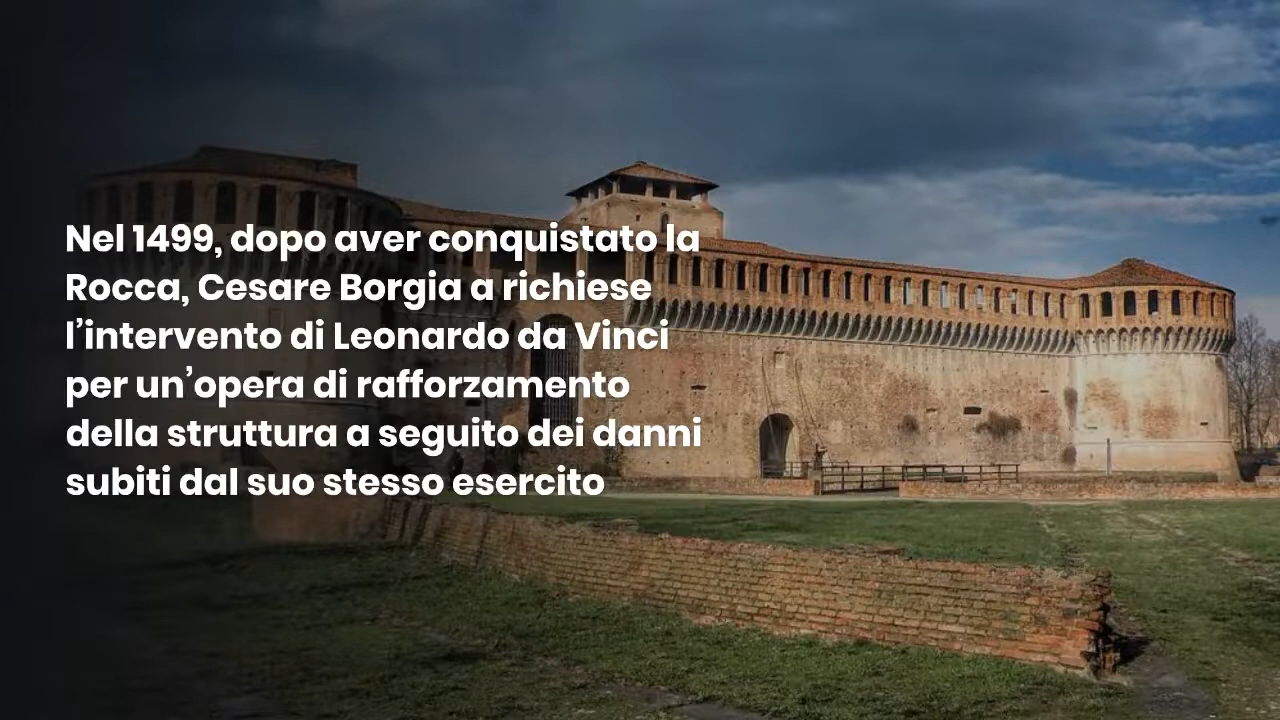 Nel 1499, dopo aver conquistato la
Rocca, Cesare Borgia a richiese
l’intervento di Leonardo da Vinci
per un’opera di rafforzamento
della struttura a seguito dei danni
subiti dal suo stesso esercito